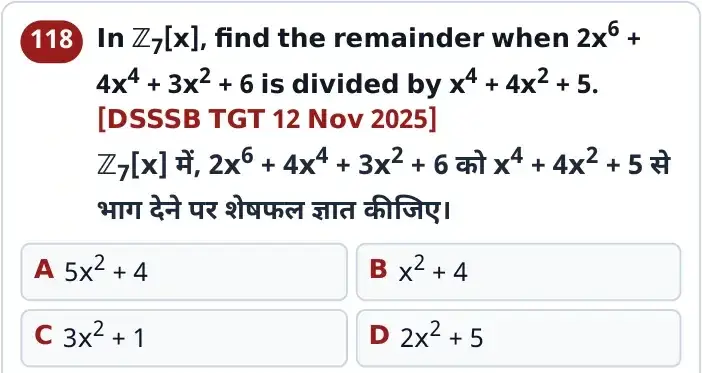 118 In ℤ₇[x], find the remainder when 2x⁶ +
4x⁴ + 3x² + 6 is divided by x⁴ + 4x² + 5.
[DSSSB TGT 12 Nov 2025]
ℤ₇[x] में, 2x⁶ + 4x⁴ + 3x² + 6 को x⁴ + 4x² + 5 से
भाग देने पर शेषफल ज्ञात कीजिए।
A 5x² + 4
B x² + 4
C 3x² + 1
D 2x² + 5